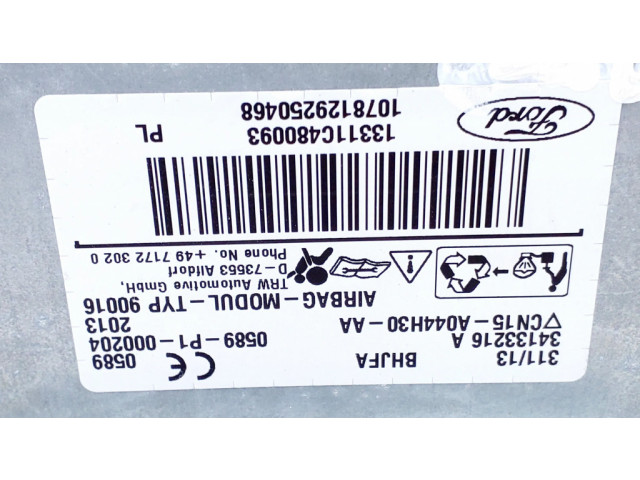 311/13 BHJFA CE 0589
34133216 A 0589-P1-000204
▽CN15-A044H30-AA 2013
AIRBAG-MODUL-TYP 90016
TRW Automotive GmbH,
D-73553 Alfdorf
Phone No. +49 7172 302 0
13311C480093 PL
1078129250468
Ford